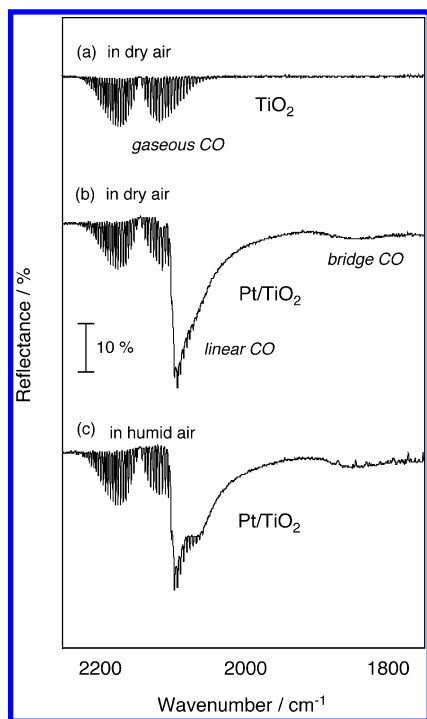 (a) in dry air
TiO₂
gaseous CO
(b) in dry air
bridge CO
Pt/TiO₂
10 %
linear CO
(c) in humid air
Pt/TiO₂
Reflectance / %
2200 2000 1800
Wavenumber / cm⁻¹